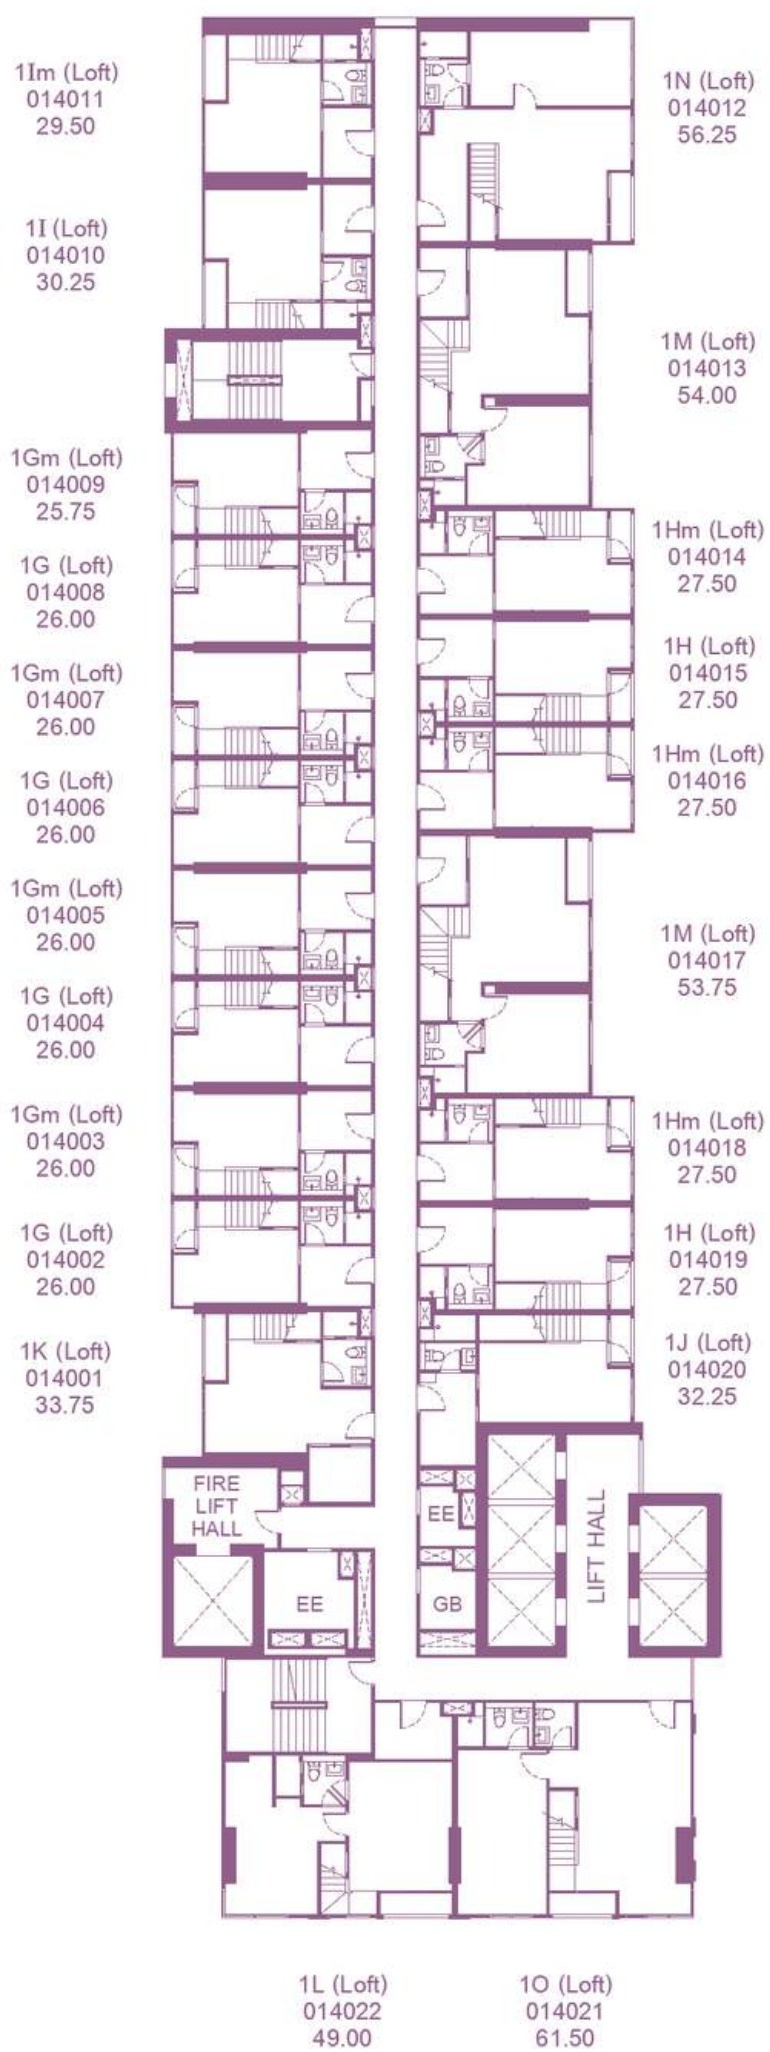 1Im (Loft)
014011
29.50
1I (Loft)
014010
30.25
1Gm (Loft)
014009
25.75
1G (Loft)
014008
26.00
1Gm (Loft)
014007
26.00
1G (Loft)
014006
26.00
1Gm (Loft)
014005
26.00
1G (Loft)
014004
26.00
1Gm (Loft)
014003
26.00
1G (Loft)
014002
26.00
1K (Loft)
014001
33.75
1N (Loft)
014012
56.25
1M (Loft)
014013
54.00
1Hm (Loft)
014014
27.50
1H (Loft)
014015
27.50
1Hm (Loft)
014016
27.50
1M (Loft)
014017
53.75
1Hm (Loft)
014018
27.50
1H (Loft)
014019
27.50
1J (Loft)
014020
32.25
FIRE
LIFT
HALL
EE
EE
GB
LIFT HALL
1L (Loft)
014022
49.00
1O (Loft)
014021
61.50